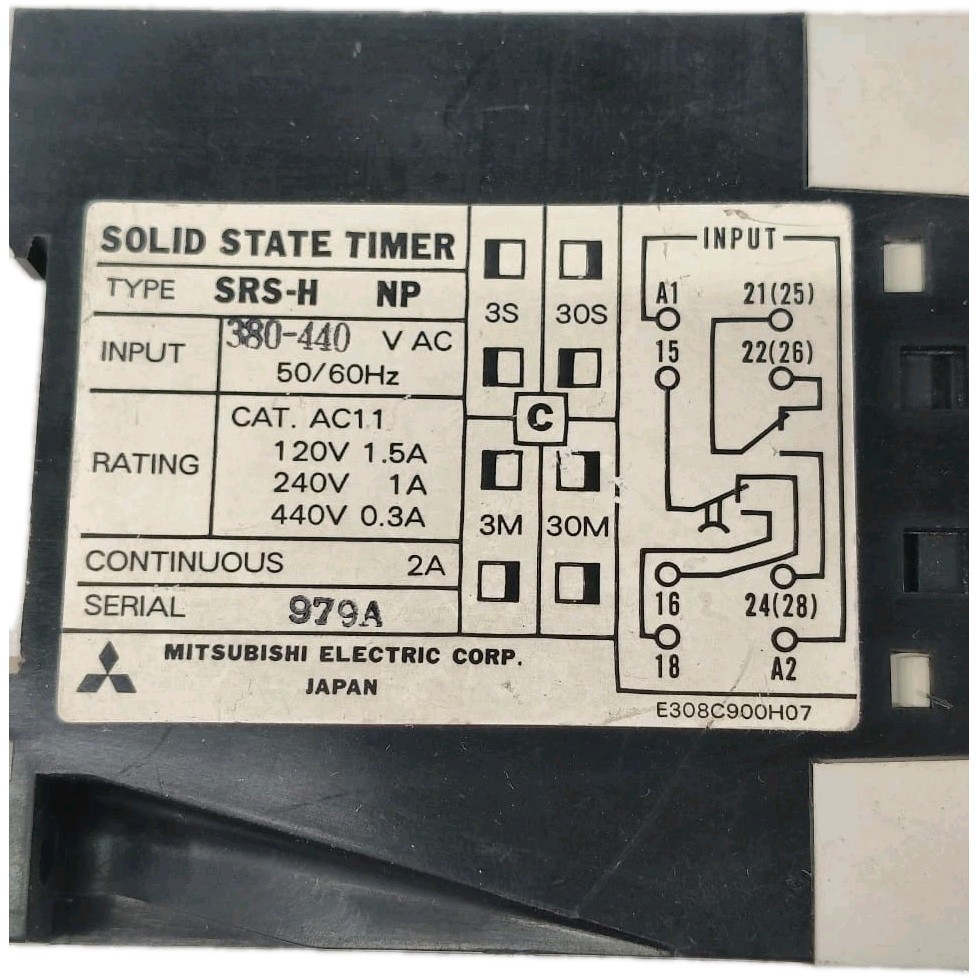 SOLID STATE TIMER
TYPE SRS-H NP
INPUT 380-440 V AC
50/60Hz
RATING CAT. AC11
120V 1.5A
240V 1A
440V 0.3A
CONTINUOUS 2A
SERIAL 979A
MITSUBISHI ELECTRIC CORP.
JAPAN
3S 30S
C
3M 30M
INPUT
A1 21(25)
15 22(26)
16 24(28)
18 A2
E308C900H07